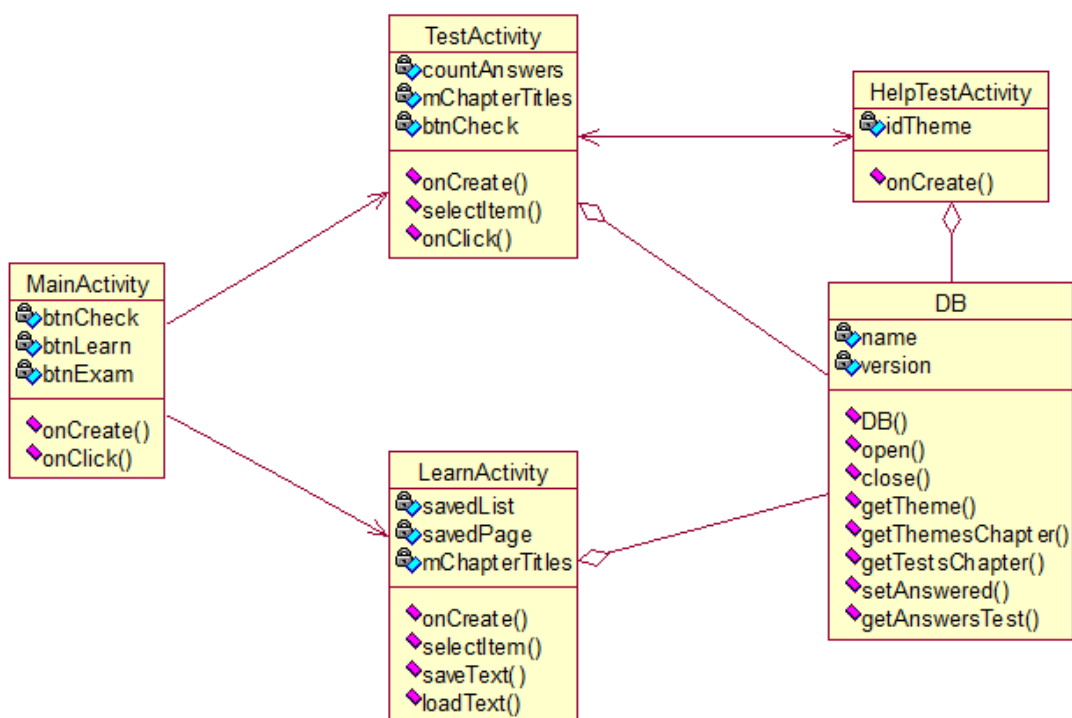 TestActivity
countAnswers
mChapterTitles
btnCheck
onCreate()
selectItem()
onClick()
HelpTestActivity
idTheme
onCreate()
MainActivity
btnCheck
btnLearn
btnExam
onCreate()
onClick()
DB
name
version
DB()
open()
close()
getTheme()
getThemesChapter()
getTestsChapter()
setAnswered()
getAnswersTest()
LearnActivity
savedList
savedPage
mChapterTitles
onCreate()
selectItem()
saveText()
loadText()